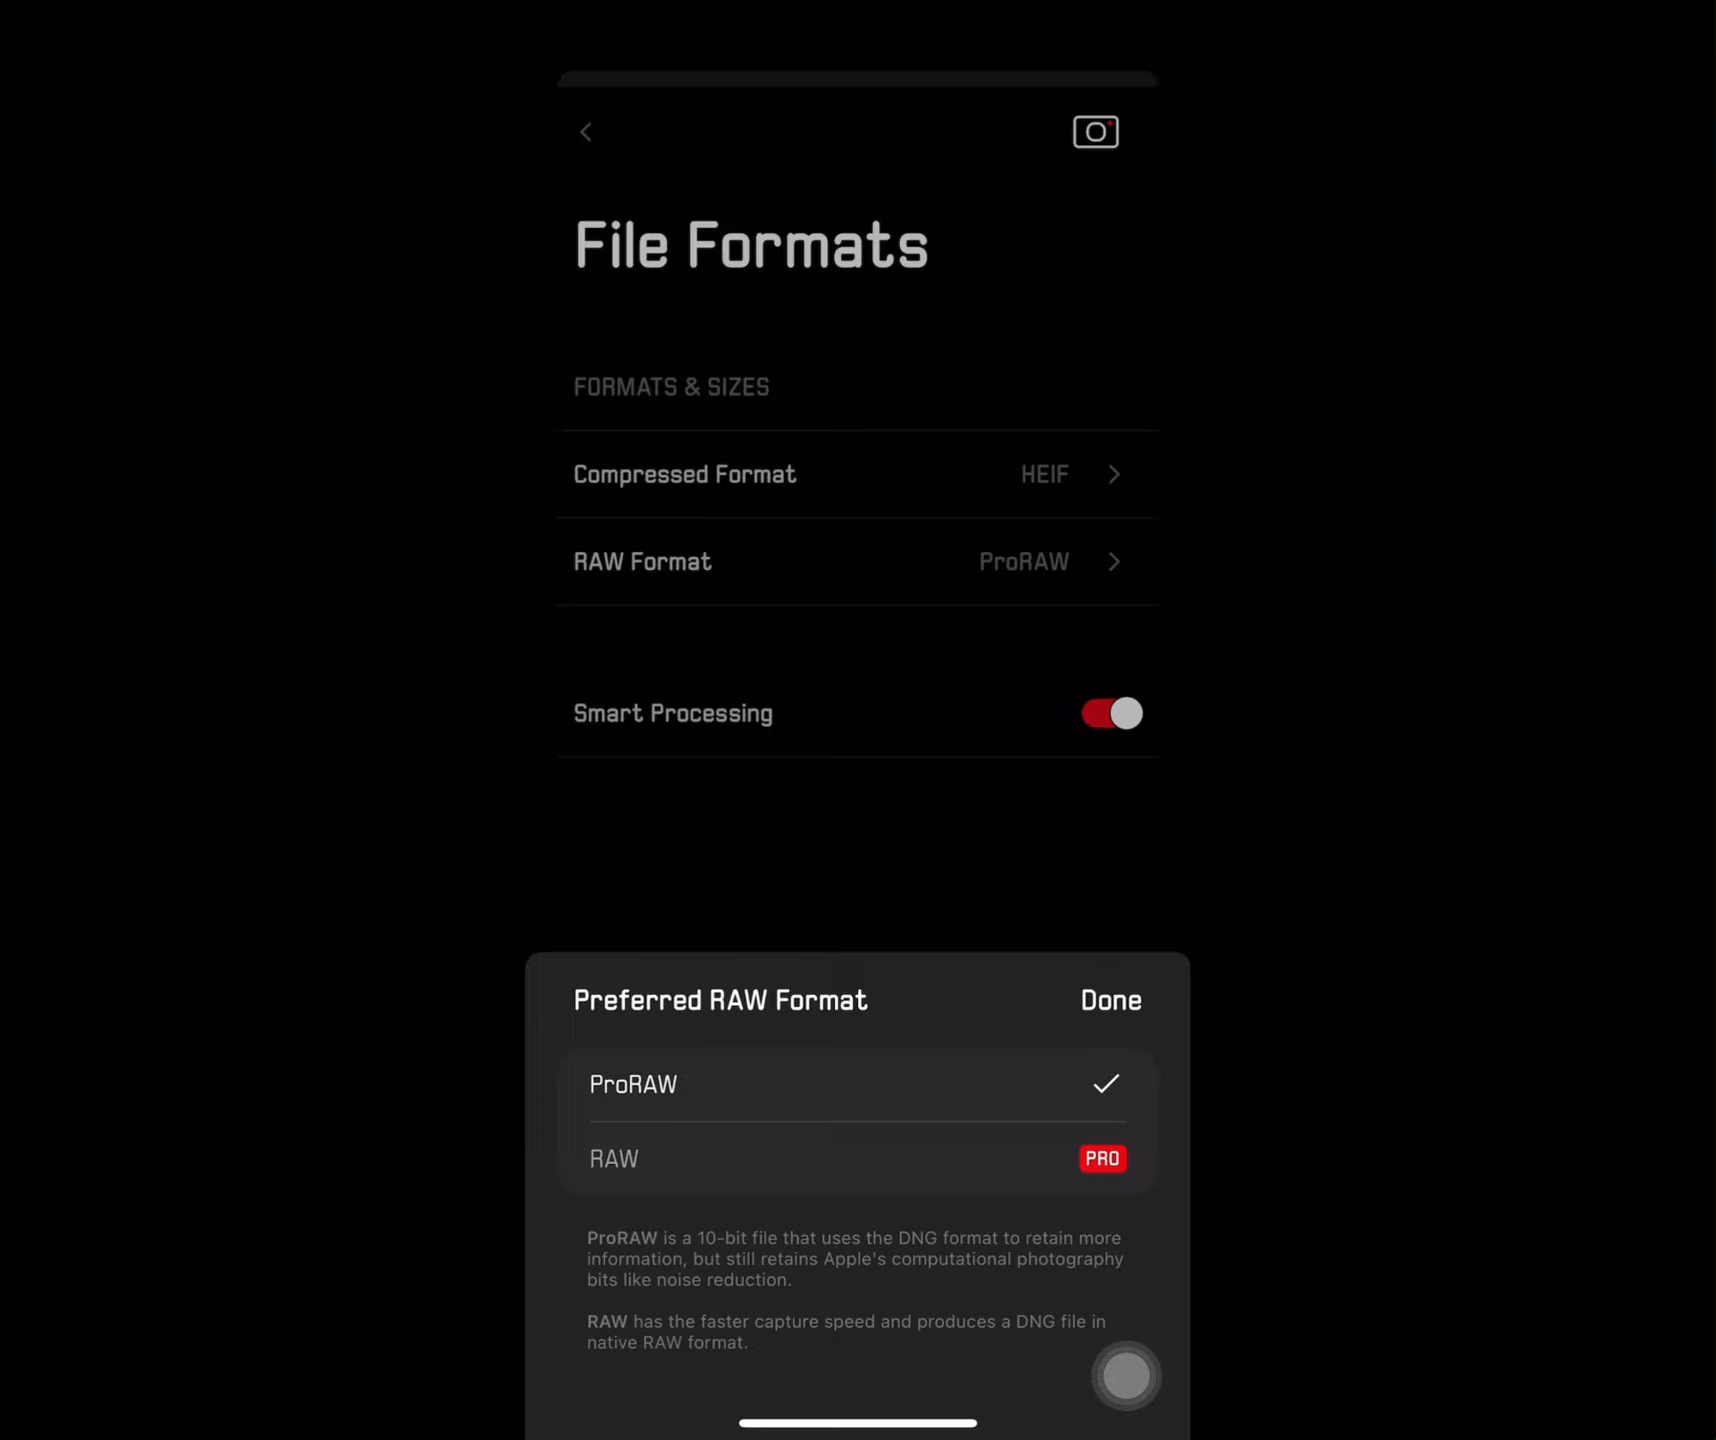 File Formats
FORMATS & SIZES
Compressed Format HEIF
RAW Format ProRAW
Smart Processing
Preferred RAW Format Done
ProRAW
RAW PRO
ProRAW is a 10-bit file that uses the DNG format to retain more
information, but still retains Apple's computational photography
bits like noise reduction.
RAW has the faster capture speed and produces a DNG file in
native RAW format.